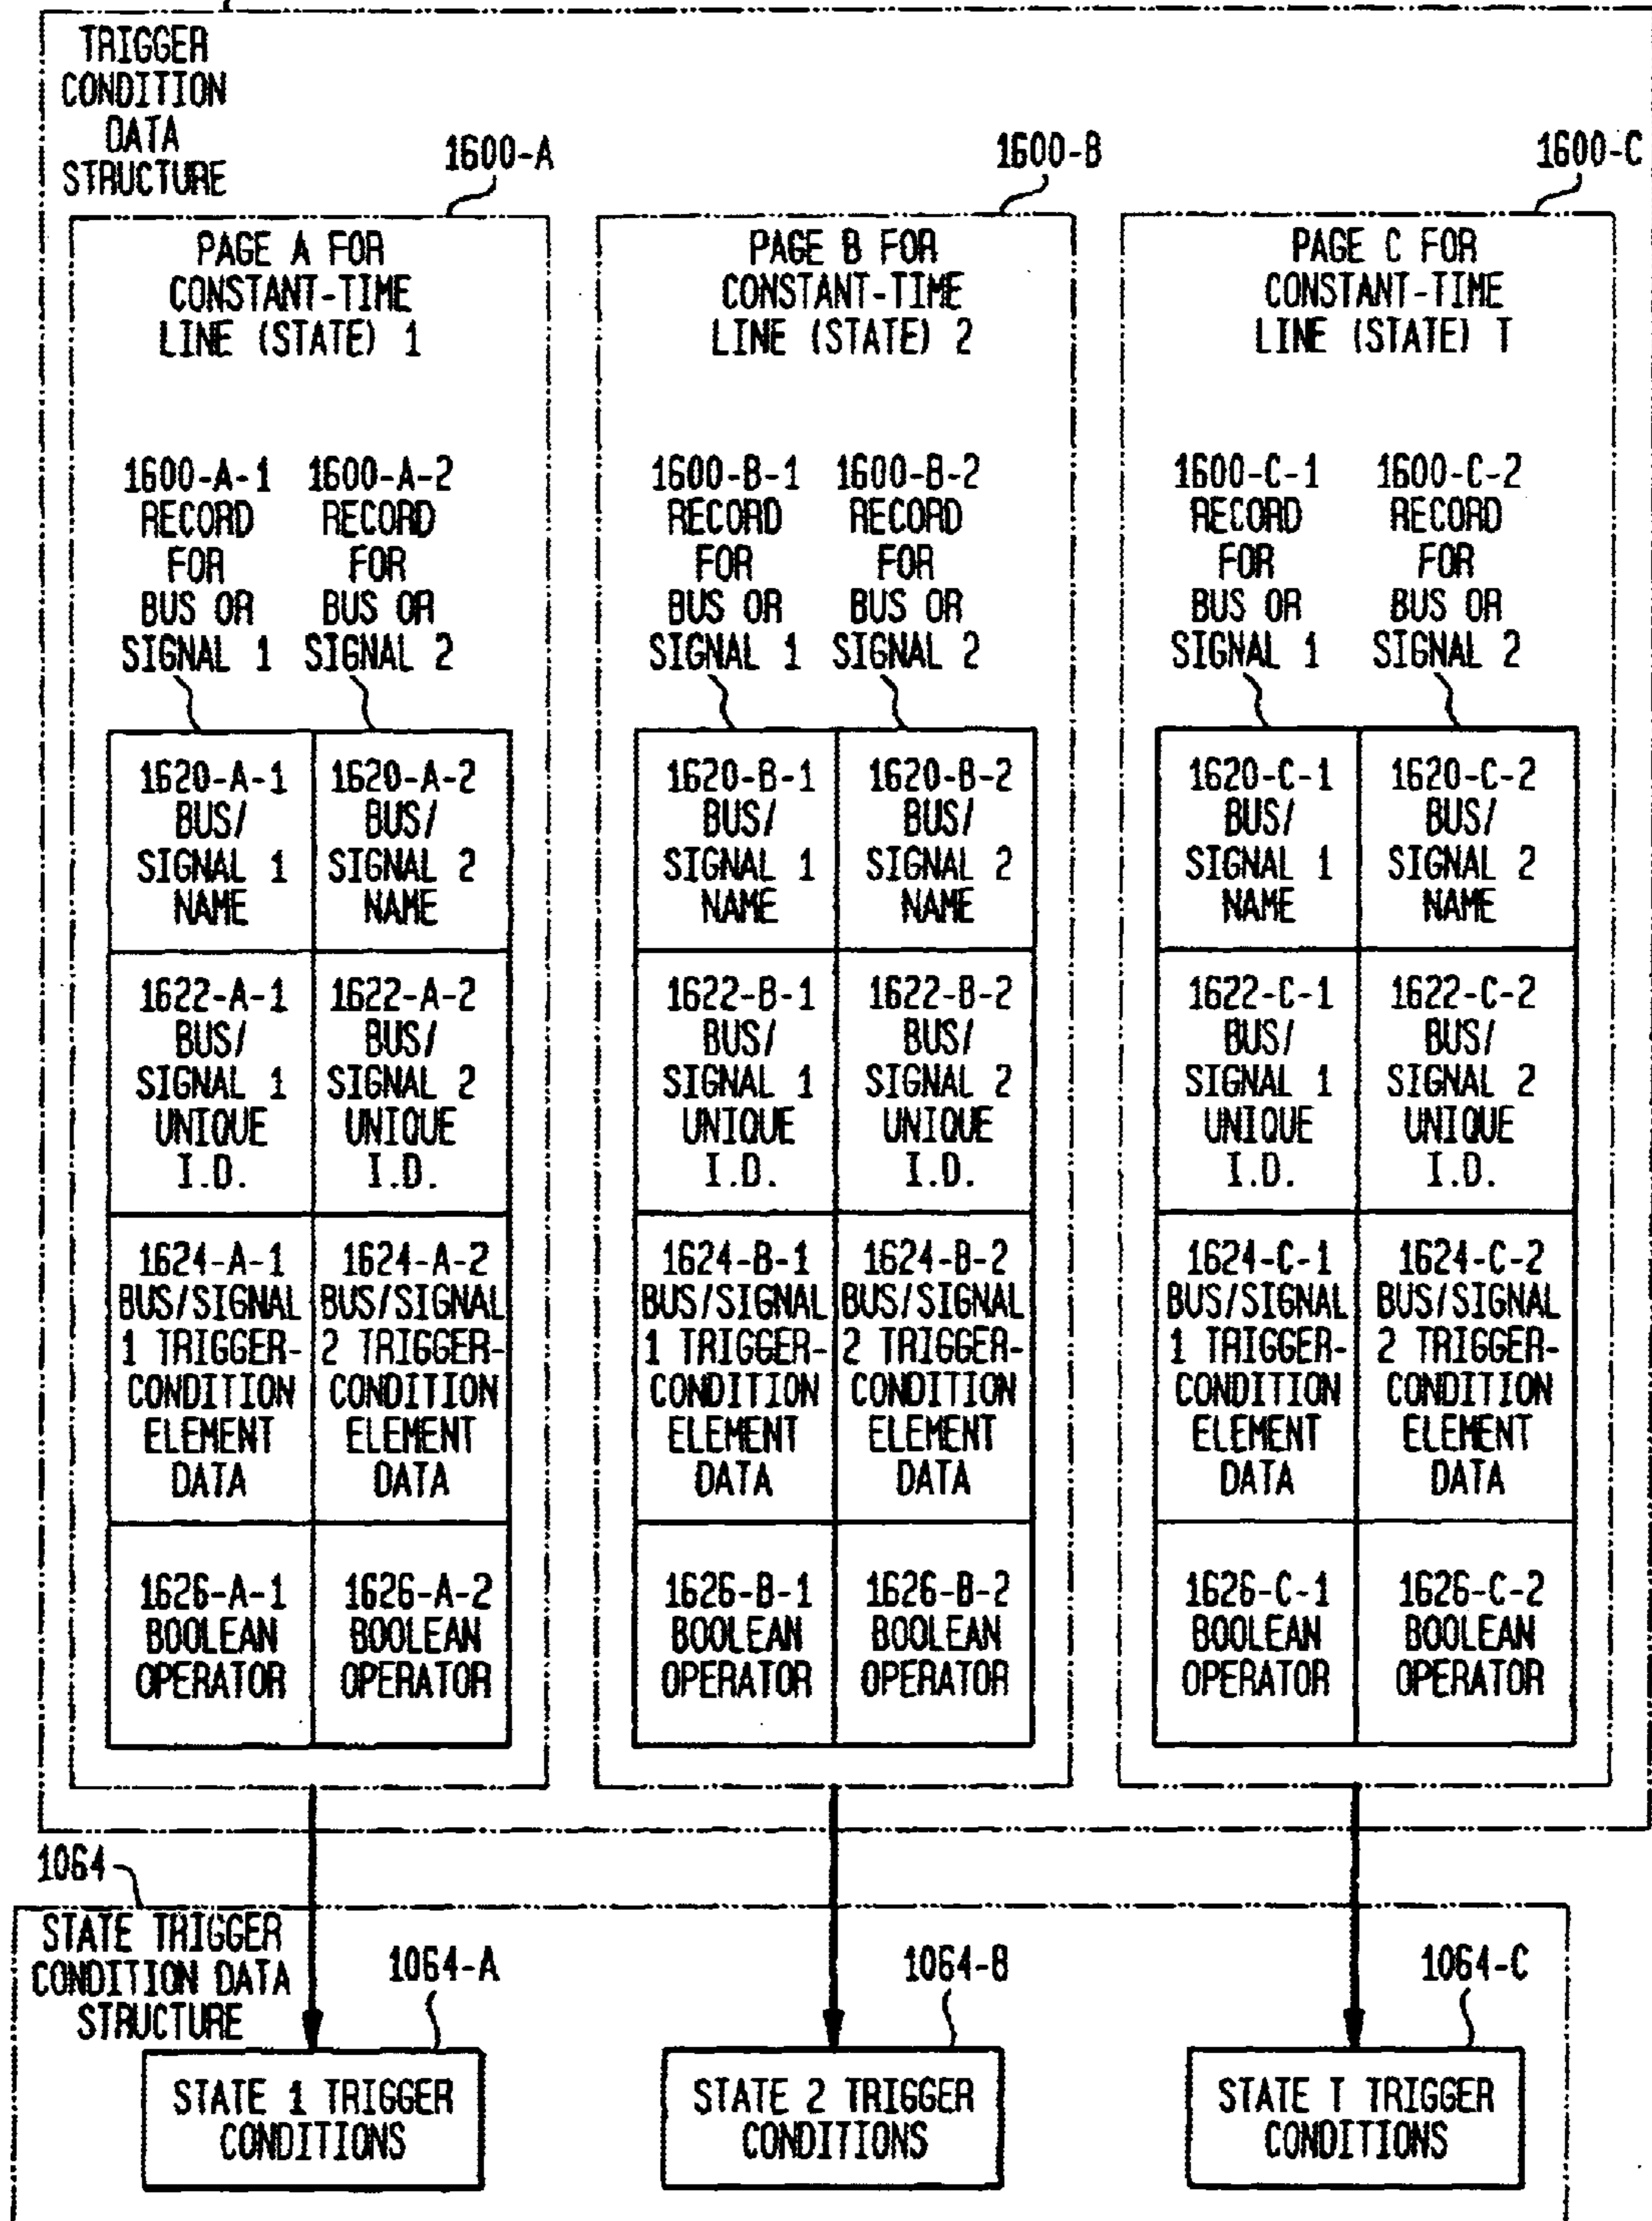 TRIGGER
CONDITION
DATA
STRUCTURE
1600-A
1600-B
1600-C
PAGE A FOR
CONSTANT-TIME
LINE (STATE) 1
PAGE B FOR
CONSTANT-TIME
LINE (STATE) 2
PAGE C FOR
CONSTANT-TIME
LINE (STATE) T
1600-A-1
RECORD
FOR
BUS OR
SIGNAL 1
1600-A-2
RECORD
FOR
BUS OR
SIGNAL 2
1600-B-1
RECORD
FOR
BUS OR
SIGNAL 1
1600-B-2
RECORD
FOR
BUS OR
SIGNAL 2
1600-C-1
RECORD
FOR
BUS OR
SIGNAL 1
1600-C-2
RECORD
FOR
BUS OR
SIGNAL 2
1620-A-1
BUS/
SIGNAL 1
NAME
1620-A-2
BUS/
SIGNAL 2
NAME
1620-B-1
BUS/
SIGNAL 1
NAME
1620-B-2
BUS/
SIGNAL 2
NAME
1620-C-1
BUS/
SIGNAL 1
NAME
1620-C-2
BUS/
SIGNAL 2
NAME
1622-A-1
BUS/
SIGNAL 1
UNIQUE
I.D.
1622-A-2
BUS/
SIGNAL 2
UNIQUE
I.D.
1622-B-1
BUS/
SIGNAL 1
UNIQUE
I.D.
1622-B-2
BUS/
SIGNAL 2
UNIQUE
I.D.
1622-C-1
BUS/
SIGNAL 1
UNIQUE
I.D.
1622-C-2
BUS/
SIGNAL 2
UNIQUE
I.D.
1624-A-1
BUS/SIGNAL
1 TRIGGER-
CONDITION
ELEMENT
DATA
1624-A-2
BUS/SIGNAL
2 TRIGGER-
CONDITION
ELEMENT
DATA
1624-B-1
BUS/SIGNAL
1 TRIGGER-
CONDITION
ELEMENT
DATA
1624-B-2
BUS/SIGNAL
2 TRIGGER-
CONDITION
ELEMENT
DATA
1624-C-1
BUS/SIGNAL
1 TRIGGER-
CONDITION
ELEMENT
DATA
1624-C-2
BUS/SIGNAL
2 TRIGGER-
CONDITION
ELEMENT
DATA
1626-A-1
BOOLEAN
OPERATOR
1626-A-2
BOOLEAN
OPERATOR
1626-B-1
BOOLEAN
OPERATOR
1626-B-2
BOOLEAN
OPERATOR
1626-C-1
BOOLEAN
OPERATOR
1626-C-2
BOOLEAN
OPERATOR
1064
STATE TRIGGER
CONDITION DATA
STRUCTURE
1064-A
1064-B
1064-C
STATE 1 TRIGGER
CONDITIONS
STATE 2 TRIGGER
CONDITIONS
STATE T TRIGGER
CONDITIONS